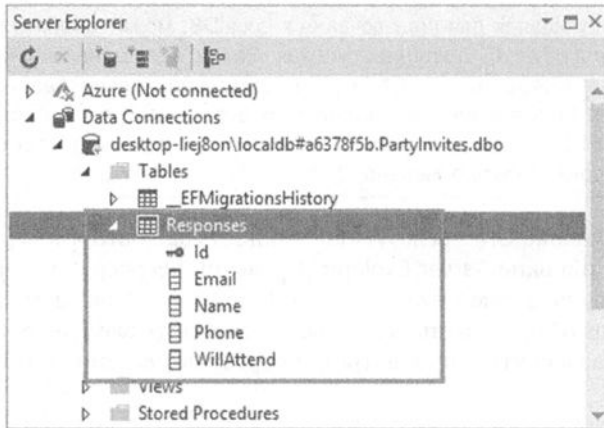 Server Explorer
Azure (Not connected)
Data Connections
desktop-liej8on\localdb#a6378f5b.PartyInvites.dbo
Tables
__EFMigrationsHistory
Responses
Id
Email
Name
Phone
WillAttend
Views
Stored Procedures